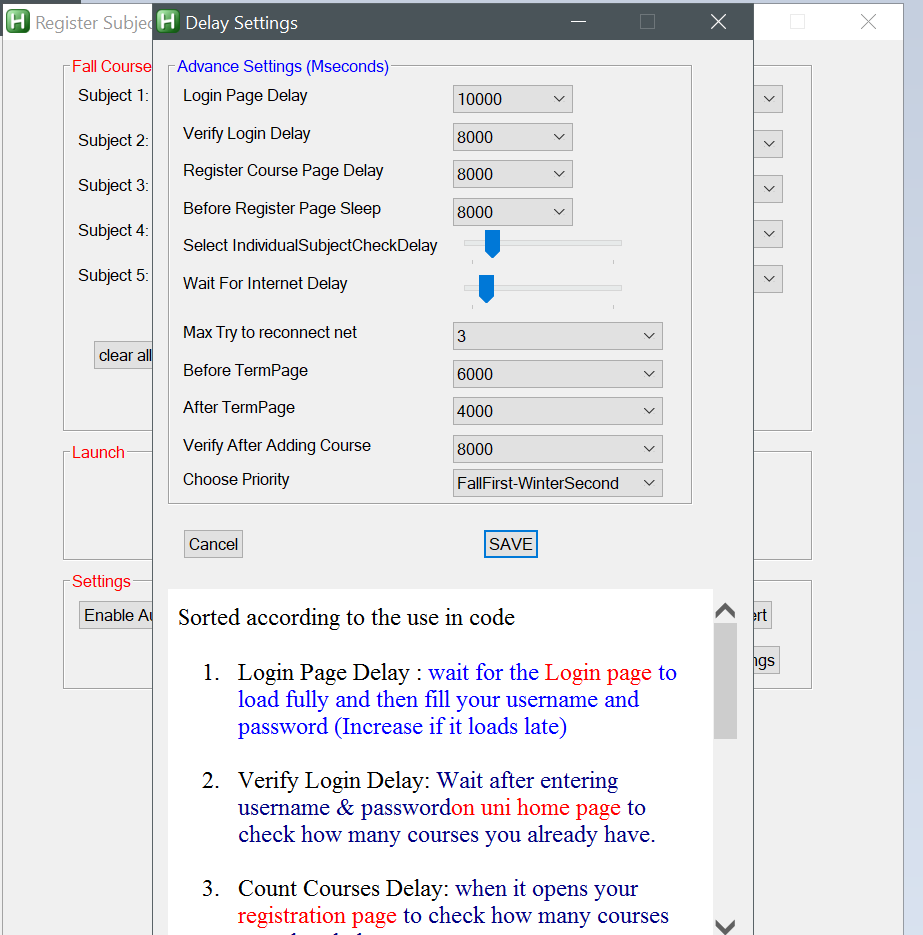 Register Subjec
Delay Settings
Fall Course
Subject 1:
Subject 2:
Subject 3:
Subject 4:
Subject 5:
clear all
Launch
Settings
Enable Au
ert
ngs
Advance Settings (Mseconds)
Login Page Delay 10000
Verify Login Delay 8000
Register Course Page Delay 8000
Before Register Page Sleep 8000
Select IndividualSubjectCheckDelay
Wait For Internet Delay
Max Try to reconnect net 3
Before TermPage 6000
After TermPage 4000
Verify After Adding Course 8000
Choose Priority FallFirst-WinterSecond
Cancel SAVE
Sorted according to the use in code
1. Login Page Delay : wait for the Login page to
load fully and then fill your username and
password (Increase if it loads late)
2. Verify Login Delay: Wait after entering
username & passwordon uni home page to
check how many courses you already have.
3. Count Courses Delay: when it opens your
registration page to check how many courses